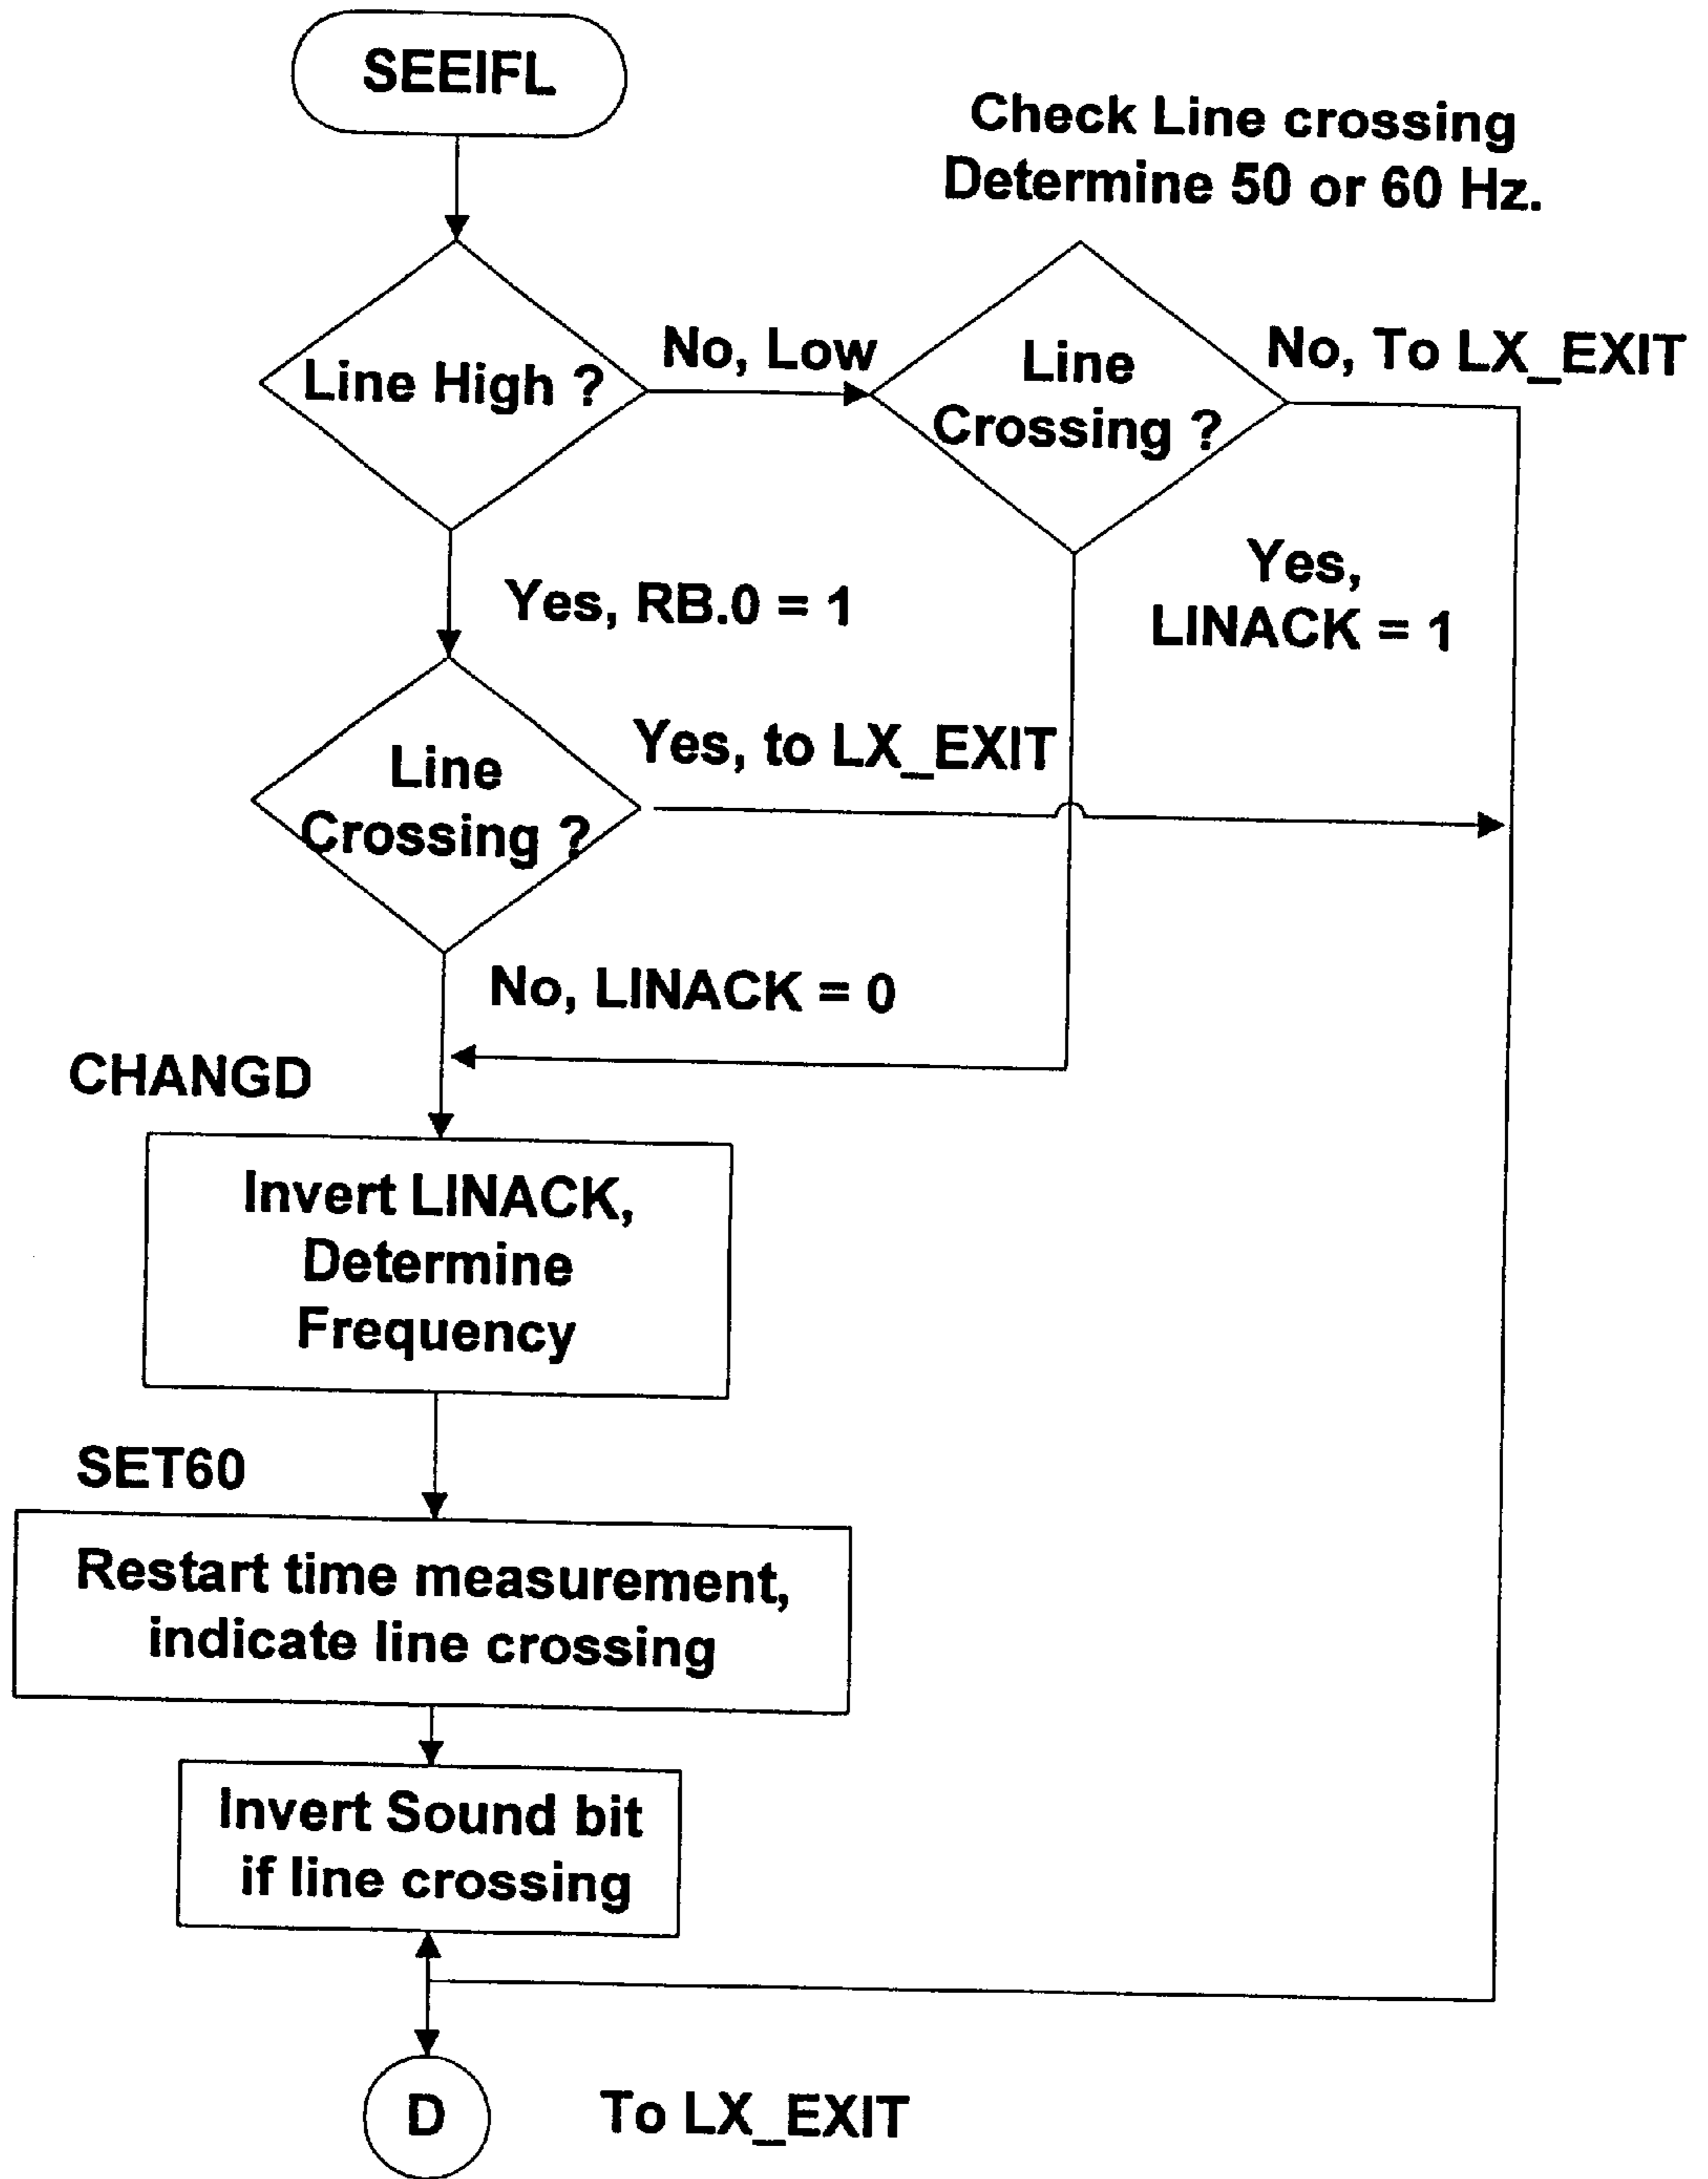 SEEIFL
Check Line crossing
Determine 50 or 60 Hz.
Line High ?
No, Low
Line
Crossing ?
No, To LX_EXIT
Yes, RB.0 = 1
Yes,
LINACK = 1
Line
Crossing ?
Yes, to LX_EXIT
No, LINACK = 0
CHANGD
Invert LINACK,
Determine
Frequency
SET60
Restart time measurement,
indicate line crossing
Invert Sound bit
if line crossing
D
To LX_EXIT